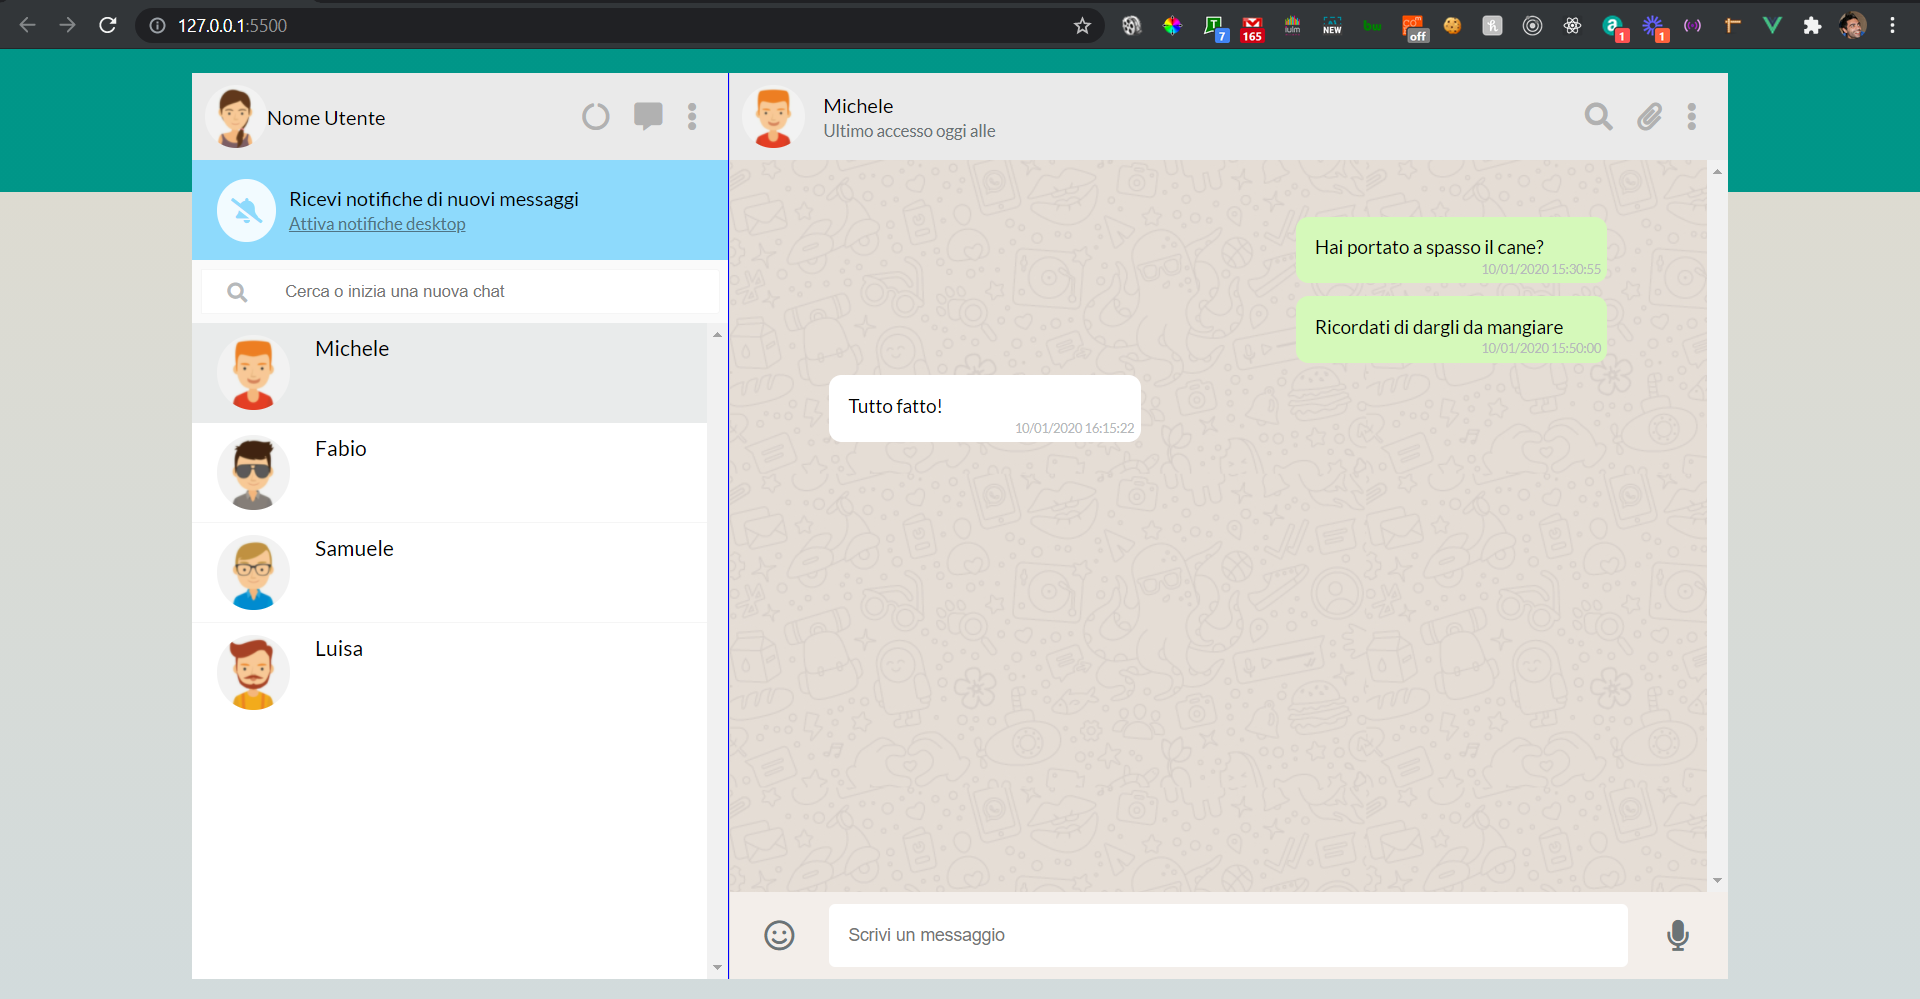 127.0.0.1:5500
7
165
iulm
NEW
bw
off
1
1
Nome Utente
Michele
Ultimo accesso oggi alle
Ricevi notifiche di nuovi messaggi
Attiva notifiche desktop
Cerca o inizia una nuova chat
Michele
Fabio
Samuele
Luisa
Hai portato a spasso il cane?
10/01/2020 15:30:55
Ricordati di dargli da mangiare
10/01/2020 15:50:00
Tutto fatto!
10/01/2020 16:15:22
Scrivi un messaggio